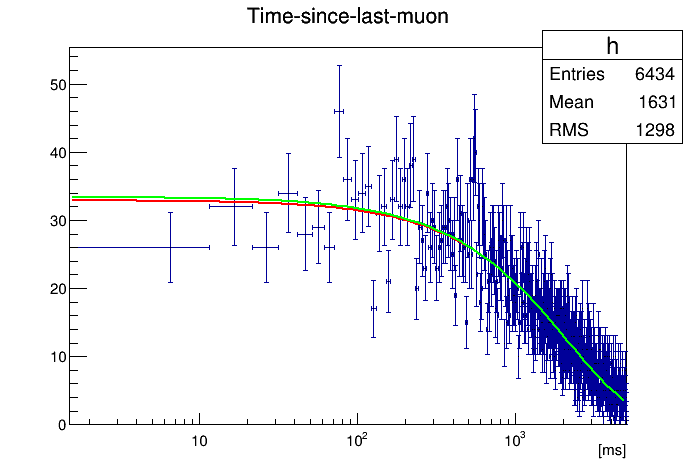 Time-since-last-muon
h
Entries 6434
Mean 1631
RMS 1298
50
40
30
20
10
0
10 10² 10³
[ms]